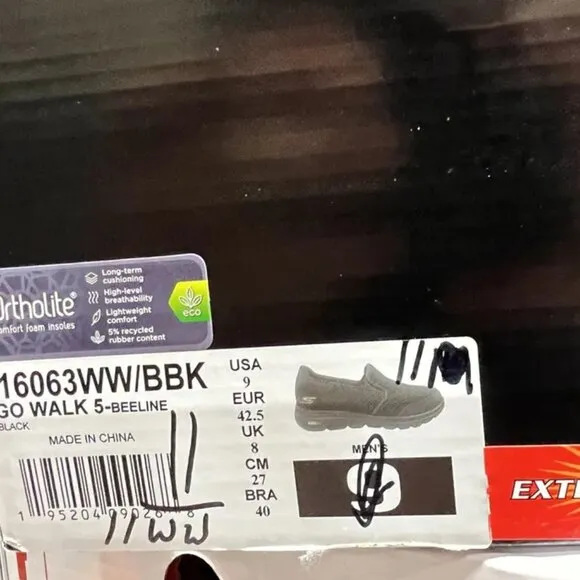 Ortholite®
comfort foam insoles
Long-term
cushioning
High-level
breathability
Lightweight
comfort
5% recycled
rubber content
eco
16063WW/BBK
GO WALK 5-BEELINE
BLACK
MADE IN CHINA
USA
9
EUR
42.5
UK
8
CM
27
BRA
40
MEN'S
11
11WW
EXT